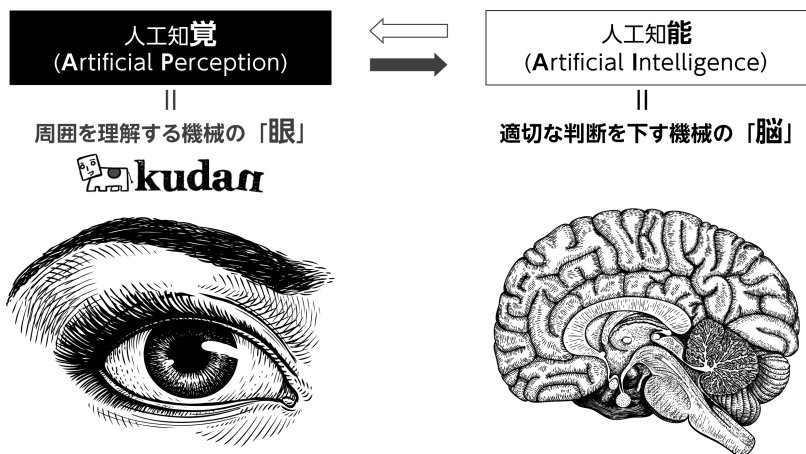 人工知覚
(Artificial Perception)
=
周囲を理解する機械の「眼」
kudan
人工知能
(Artificial Intelligence)
=
適切な判断を下す機械の「脳」